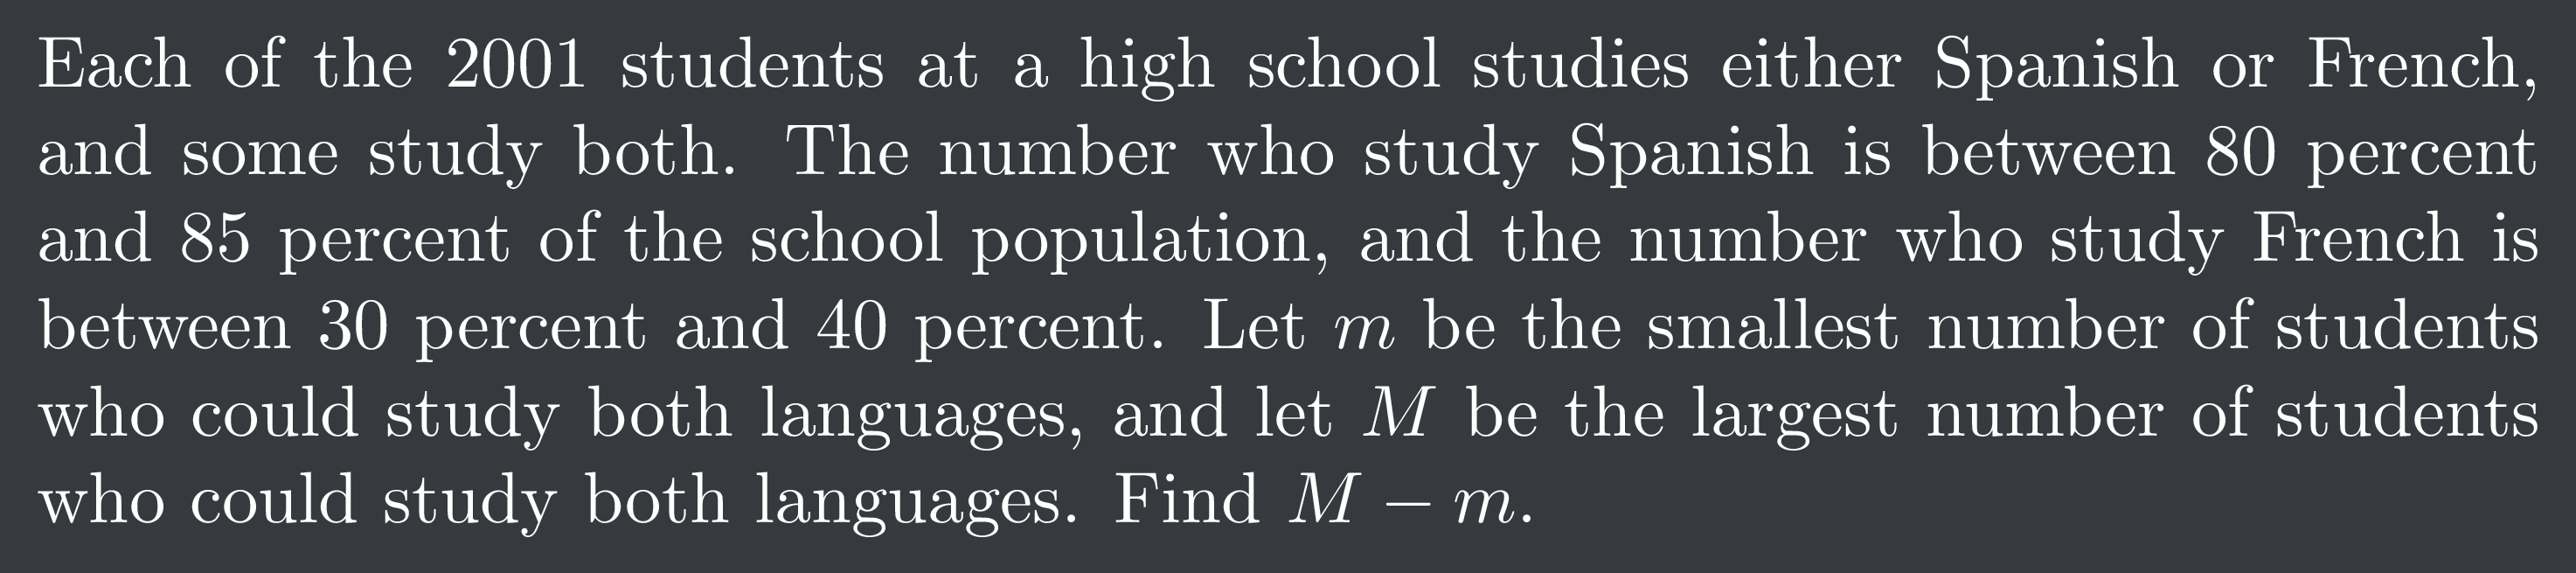 Each of the 2001 students at a high school studies either Spanish or French,
and some study both. The number who study Spanish is between 80 percent
and 85 percent of the school population, and the number who study French is
between 30 percent and 40 percent. Let m be the smallest number of students
who could study both languages, and let M be the largest number of students
who could study both languages. Find M − m.